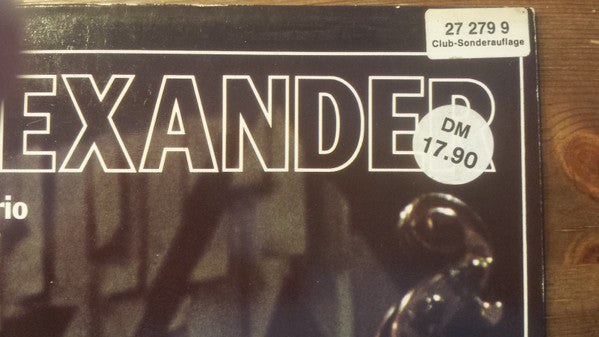 27 279 9
Club-Sonderauflage
EXANDER
DM
17.90
rio